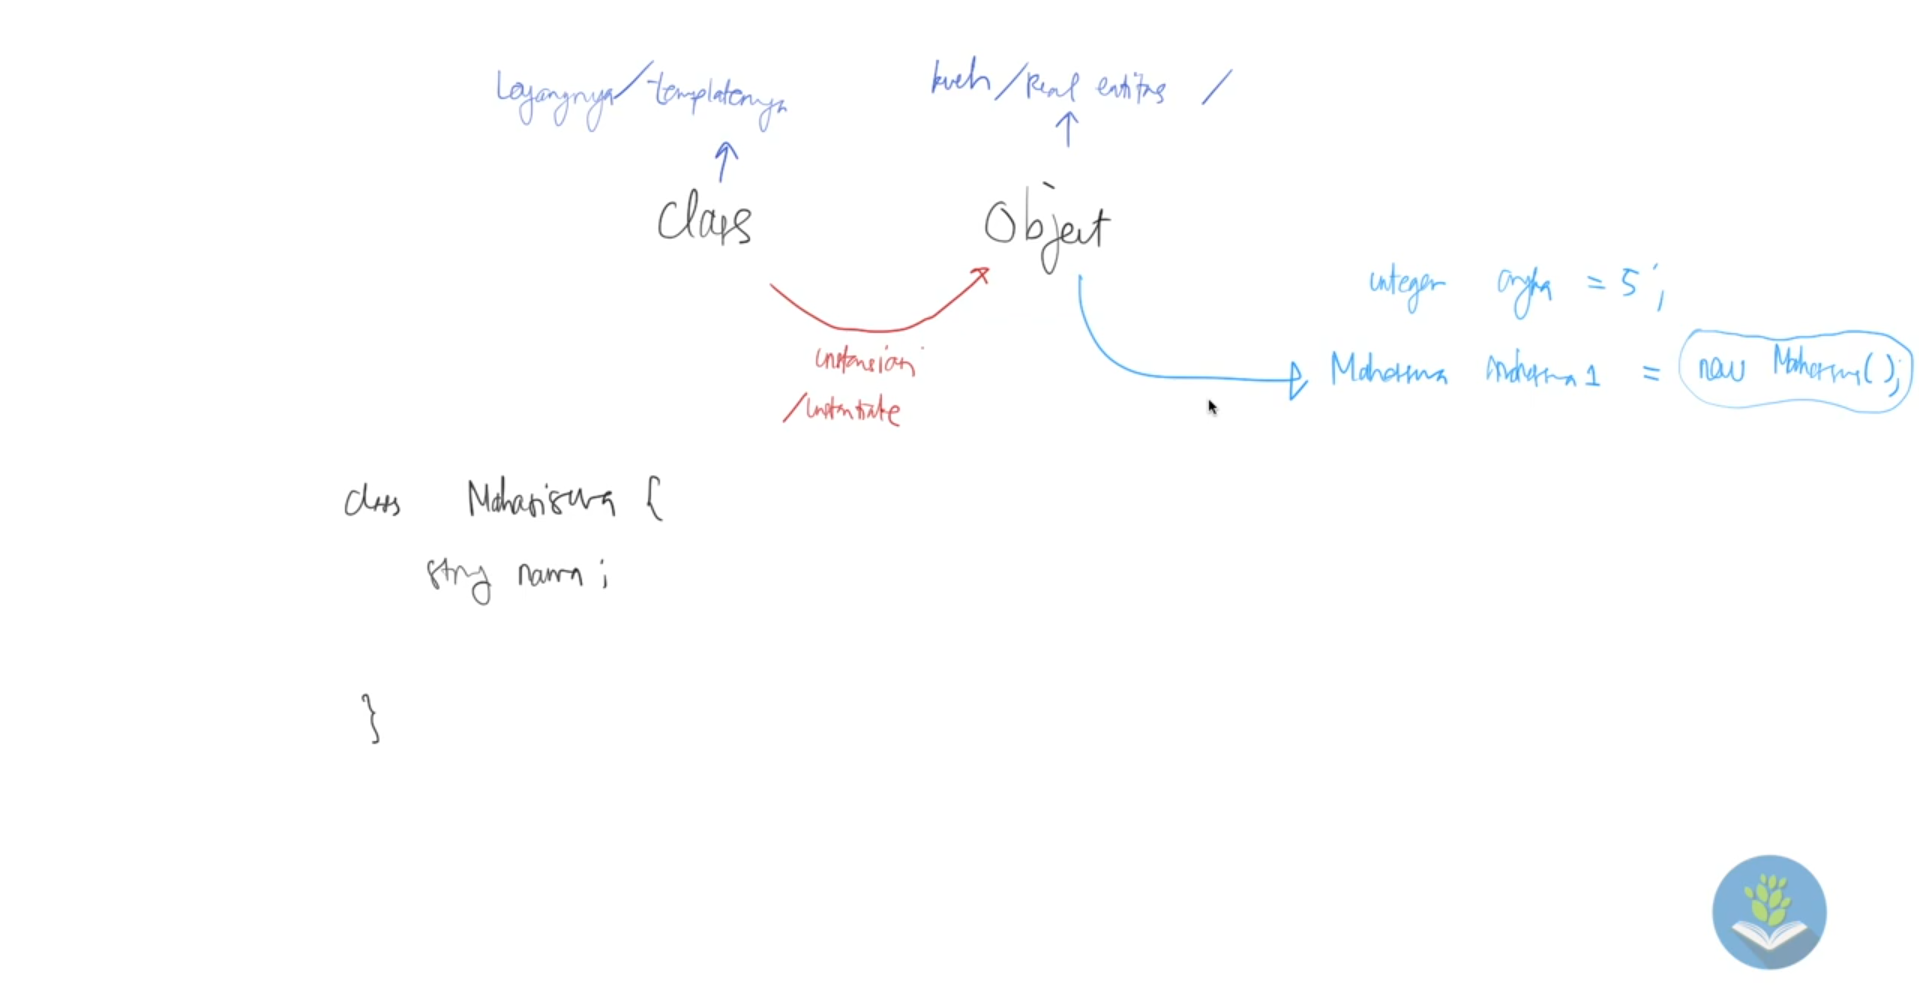 Loyangnya/templatenya
kueh/Real entitas /
Class
Object
instansiasi
/instantiate
integer angka = 5;
Mahasiswa mahasiswa1 = new Mahasiswa();
class Mahasiswa {
string nama;
}